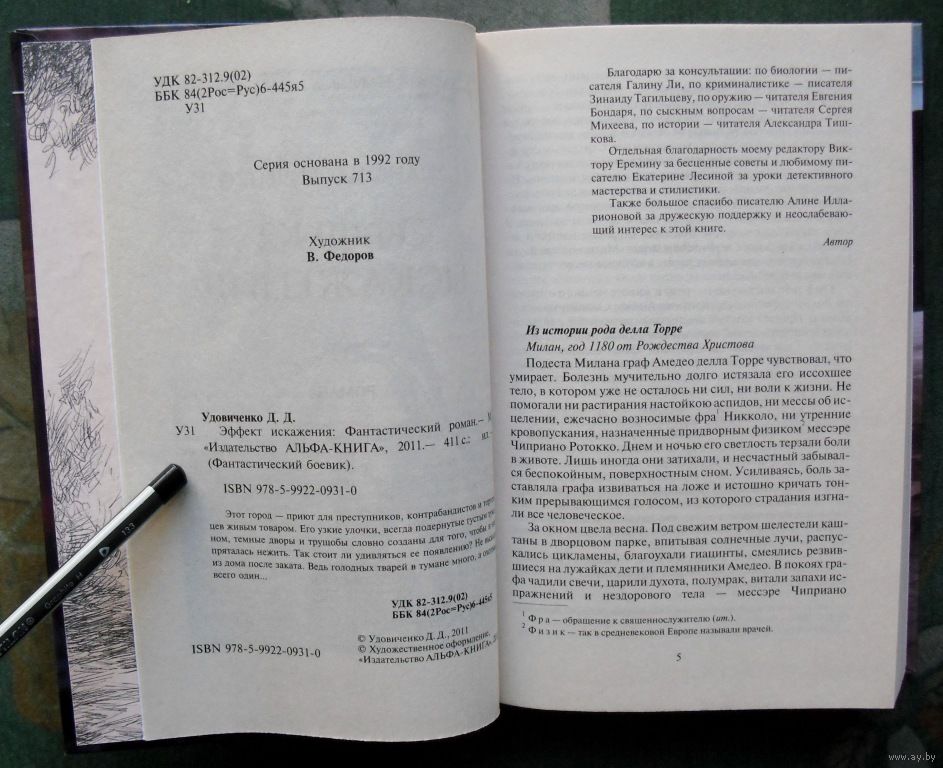 УДК 82-312.9(02)
ББК 84(2Рос=Рус)6-445я5
У31
Серия основана в 1992 году
Выпуск 713
Художник
В. Федоров
Удовиченко Д. Д.
У31 Эффект искажения: Фантастический роман.— М
«Издательство АЛЬФА-КНИГА», 2011.— 411 с.: ил.—
(Фантастический боевик).
ISBN 978-5-9922-0931-0
Этот город — приют для преступников, контрабандистов и
цев живым товаром. Его узкие улочки, всегда подернутые густым
ном, темные дворы и трущобы словно созданы для того, чтобы в
пряталась нежить. Так стоит ли удивляться ее появлению? Не
из дома после заката. Ведь голодных тварей в тумане много, а
всего один...
УДК 82-312.9(02)
ББК 84(2Рос=Рус)6-445я5
© Удовиченко Д. Д., 2011
© Художественное оформление,
«Издательство АЛЬФА-КНИГА»,
ISBN 978-5-9922-0931-0
Благодарю за консультации: по биологии — пи-
сателя Галину Ли, по криминалистике — писателя
Зинаиду Тагильцеву, по оружию — читателя Евгения
Бондаря, по сыскным вопросам — читателя Сергея
Михеева, по истории — читателя Александра Тиш-
кова.
Отдельная благодарность моему редактору Вик-
тору Еремину за бесценные советы и любимому пи-
сателю Екатерине Лесиной за уроки детективного
мастерства и стилистики.
Также большое спасибо писателю Алине Илла-
рионовой за дружескую поддержку и неослабеваю-
щий интерес к этой книге.
Автор
Из истории рода делла Торре
Милан, год 1180 от Рождества Христова
Подеста Милана граф Амедео делла Торре чувствовал, что
умирает. Болезнь мучительно долго истязала его иссохшее
тело, в котором уже не осталось ни сил, ни воли к жизни. Не
помогали ни растирания настойкою аспидов, ни мессы об ис-
целении, ежечасно возносимые фра1 Никколо, ни утренние
кровопускания, назначенные придворным физиком2 мессэре
Чиприано Ротокко. Днем и ночью его светлость терзали боли
в животе. Лишь иногда они затихали, и несчастный забывал-
ся беспокойным, поверхностным сном. Усиливаясь, боль за-
ставляла графа извиваться на ложе и истошно кричать тон-
ким прерывающимся голосом, из которого страдания изгна-
ли все человеческое.
За окном цвела весна. Под свежим ветром шелестели каш-
таны в дворцовом парке, впитывая солнечные лучи, распус-
кались цикламены, благоухали гиацинты, смеялись резвив-
шиеся на лужайках дети и племянники Амедео. В покоях гра-
фа чадили свечи, царили духота, полумрак, витали запахи ис-
пражнений и нездорового тела — мессэре Чиприано
1 Фра — обращение к священнослужителю (ит.).
2 Физик — так в средневековой Европе называли врачей.
5
133
www.ay.by